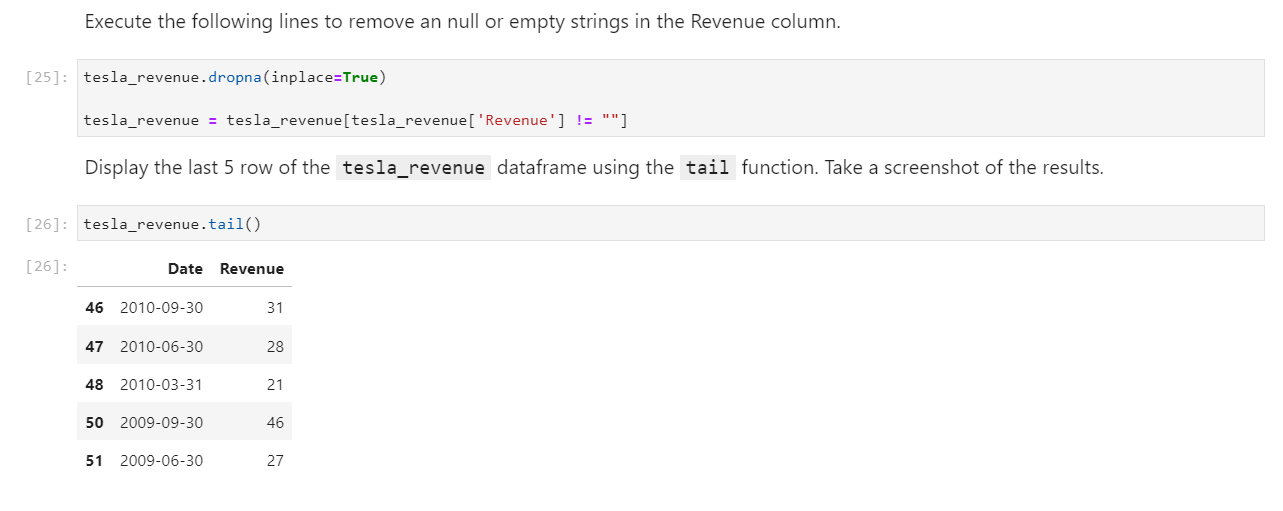 Execute the following lines to remove an null or empty strings in the Revenue column.
[25]: tesla_revenue.dropna(inplace=True)
tesla_revenue = tesla_revenue[tesla_revenue['Revenue'] != ""]
Display the last 5 row of the tesla_revenue dataframe using the tail function. Take a screenshot of the results.
[26]: tesla_revenue.tail()
[26]: Date Revenue
46 2010-09-30 31
47 2010-06-30 28
48 2010-03-31 21
50 2009-09-30 46
51 2009-06-30 27